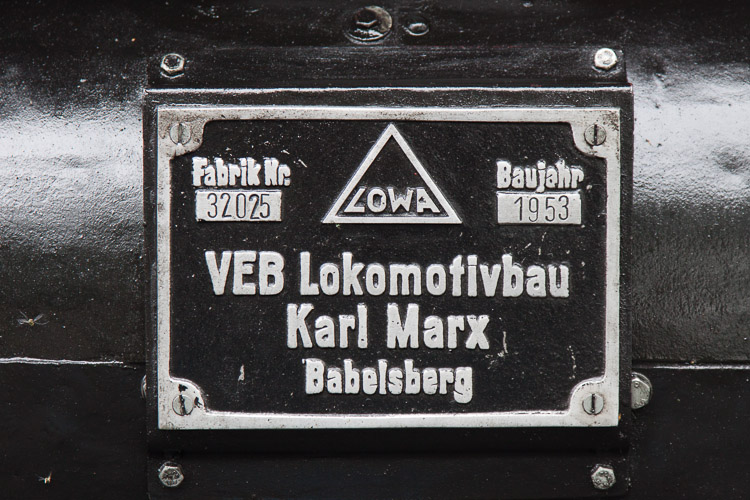 Fabrik Nr.
32025
LOWA
Baujahr
1953
VEB Lokomotivbau
Karl Marx
Babelsberg